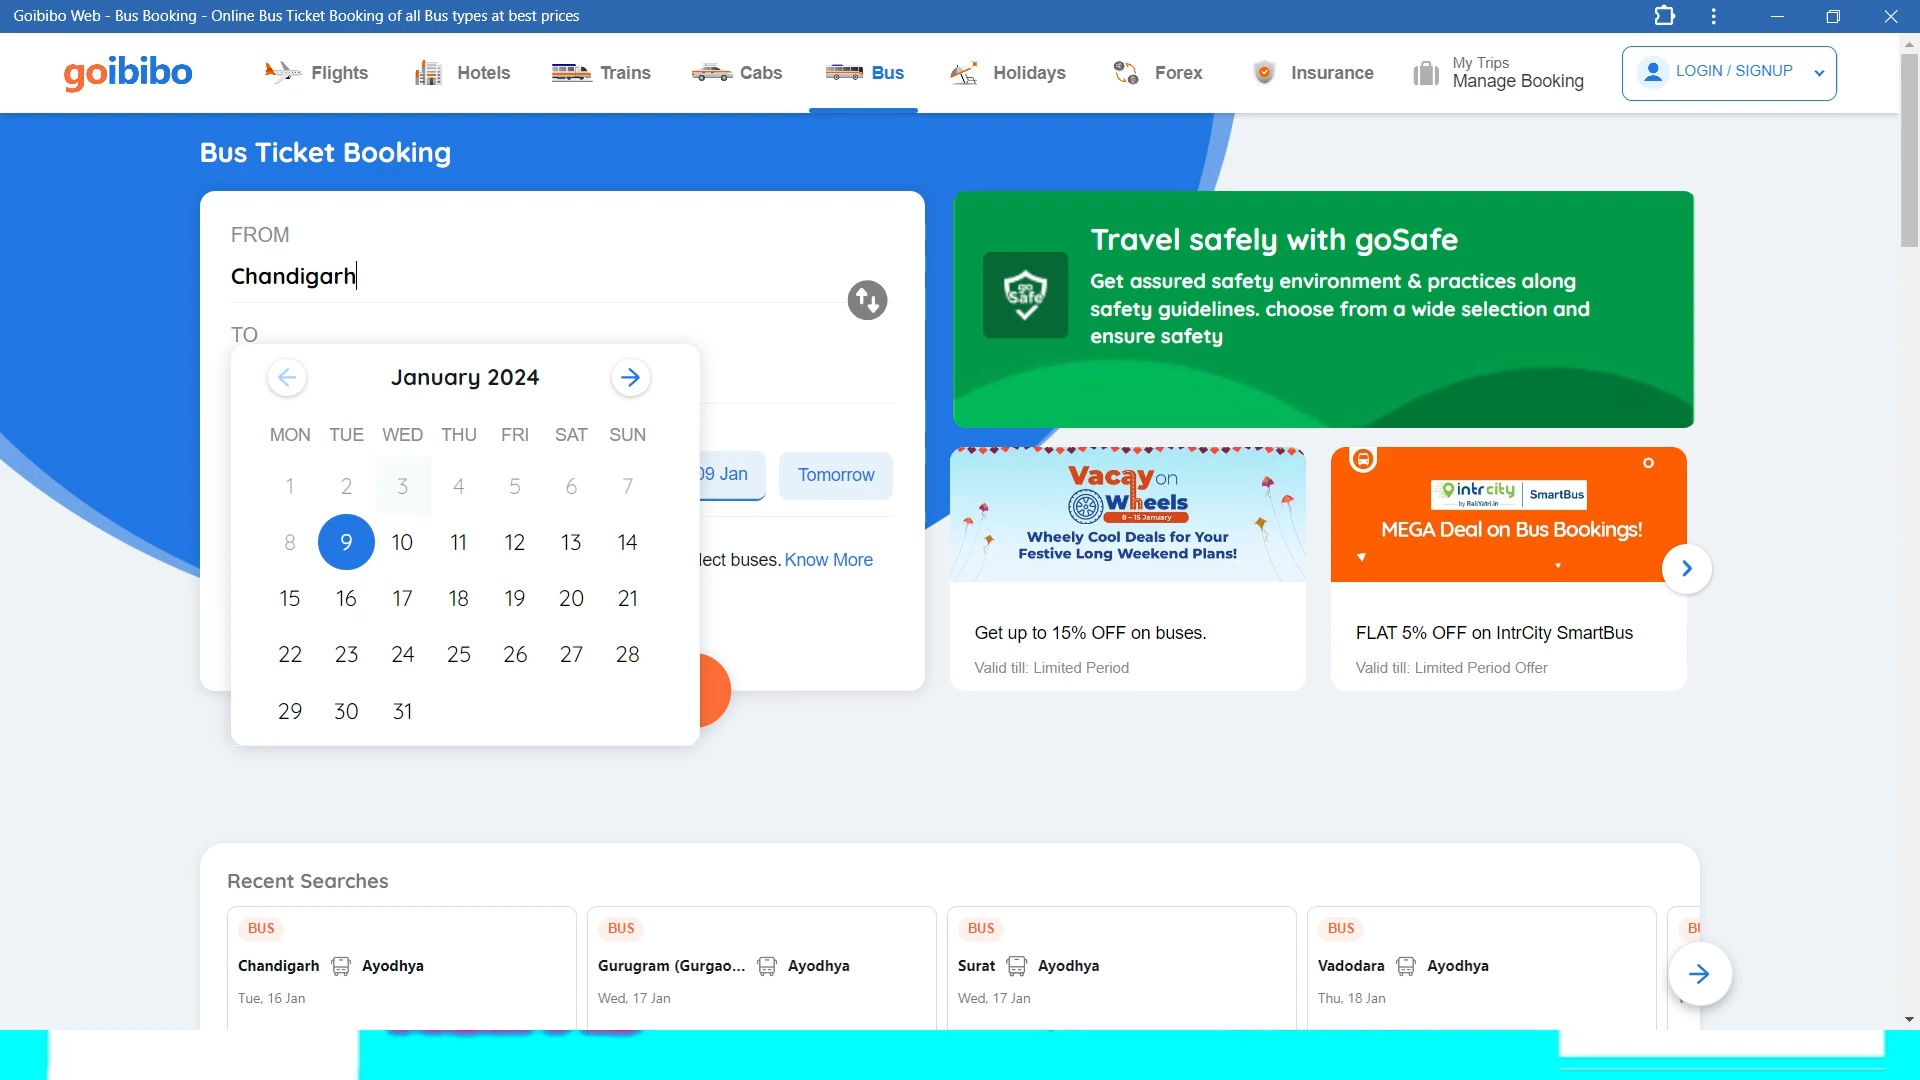 Goibibo Web - Bus Booking - Online Bus Ticket Booking of all Bus types at best prices
goibibo
Flights
Hotels
Trains
Cabs
Bus
Holidays
Forex
Insurance
My Trips
Manage Booking
LOGIN / SIGNUP
Bus Ticket Booking
FROM
Chandigarh
TO
January 2024
MON TUE WED THU FRI SAT SUN
1 2 3 4 5 6 7
8 9 10 11 12 13 14
15 16 17 18 19 20 21
22 23 24 25 26 27 28
29 30 31
09 Jan
Tomorrow
lect buses. Know More
go
Safe
Travel safely with goSafe
Get assured safety environment & practices along
safety guidelines. choose from a wide selection and
ensure safety
Vacay on
Wheels
8 – 15 January
Wheely Cool Deals for Your
Festive Long Weekend Plans!
Get up to 15% OFF on buses.
Valid till: Limited Period
intrcity SmartBus
by RailYatri.in
MEGA Deal on Bus Bookings!
FLAT 5% OFF on IntrCity SmartBus
Valid till: Limited Period Offer
Recent Searches
BUS
Chandigarh Ayodhya
Tue, 16 Jan
BUS
Gurugram (Gurgao... Ayodhya
Wed, 17 Jan
BUS
Surat Ayodhya
Wed, 17 Jan
BUS
Vadodara Ayodhya
Thu, 18 Jan